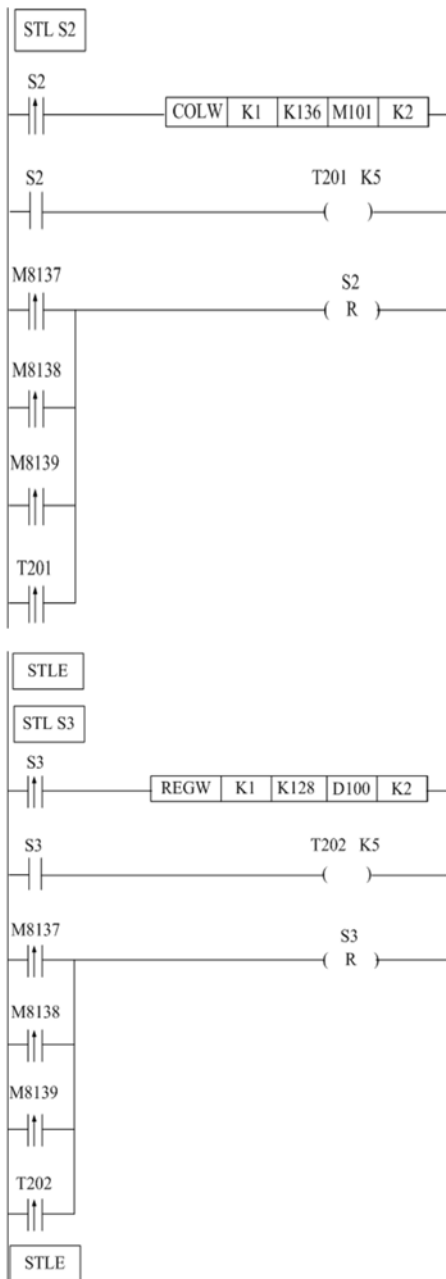 STL S2
S2
COLW K1 K136 M101 K2
S2 T201 K5
M8137 S2
R
M8138
M8139
T201
STLE
STL S3
S3
REGW K1 K128 D100 K2
S3 T202 K5
M8137 S3
R
M8138
M8139
T202
STLE